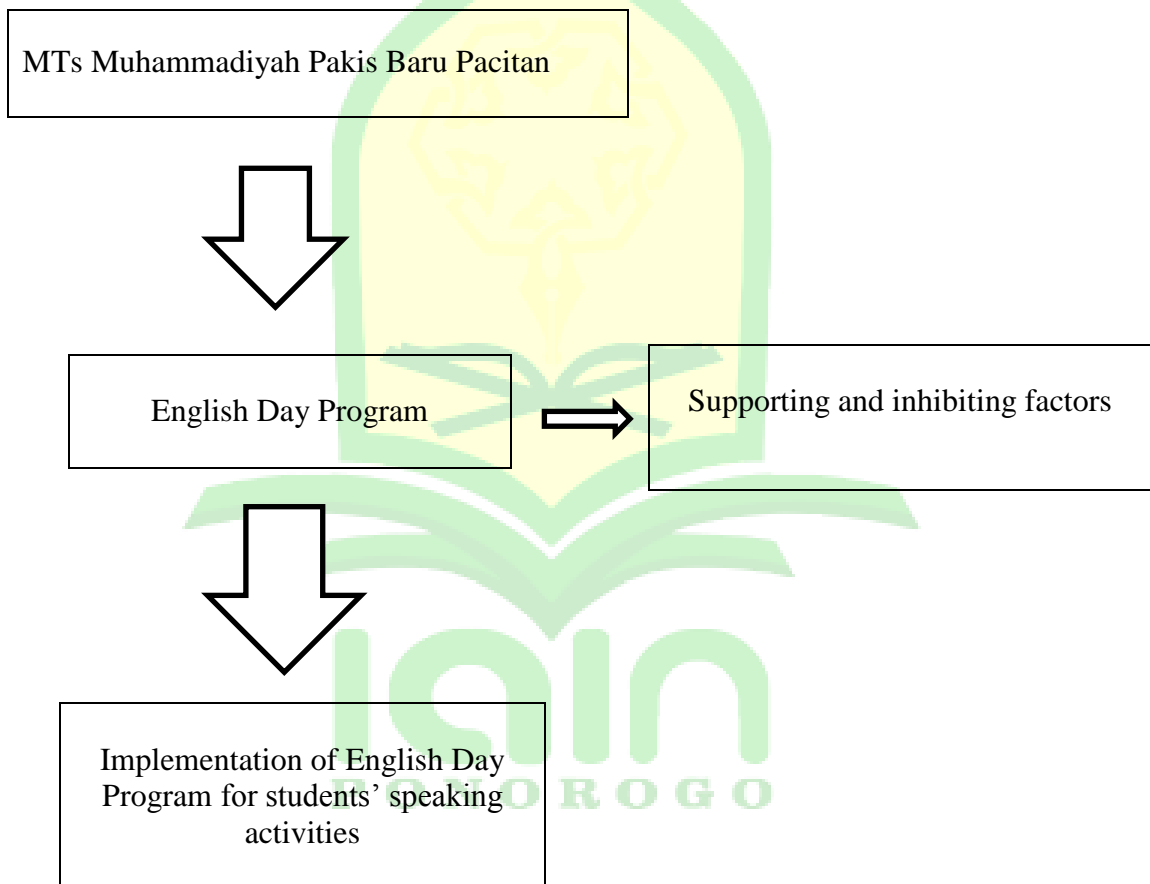 MTs Muhammadiyah Pakis Baru Pacitan
English Day Program
Supporting and inhibiting factors
Implementation of English Day
Program for students’ speaking
activities
iain
PONOROGO